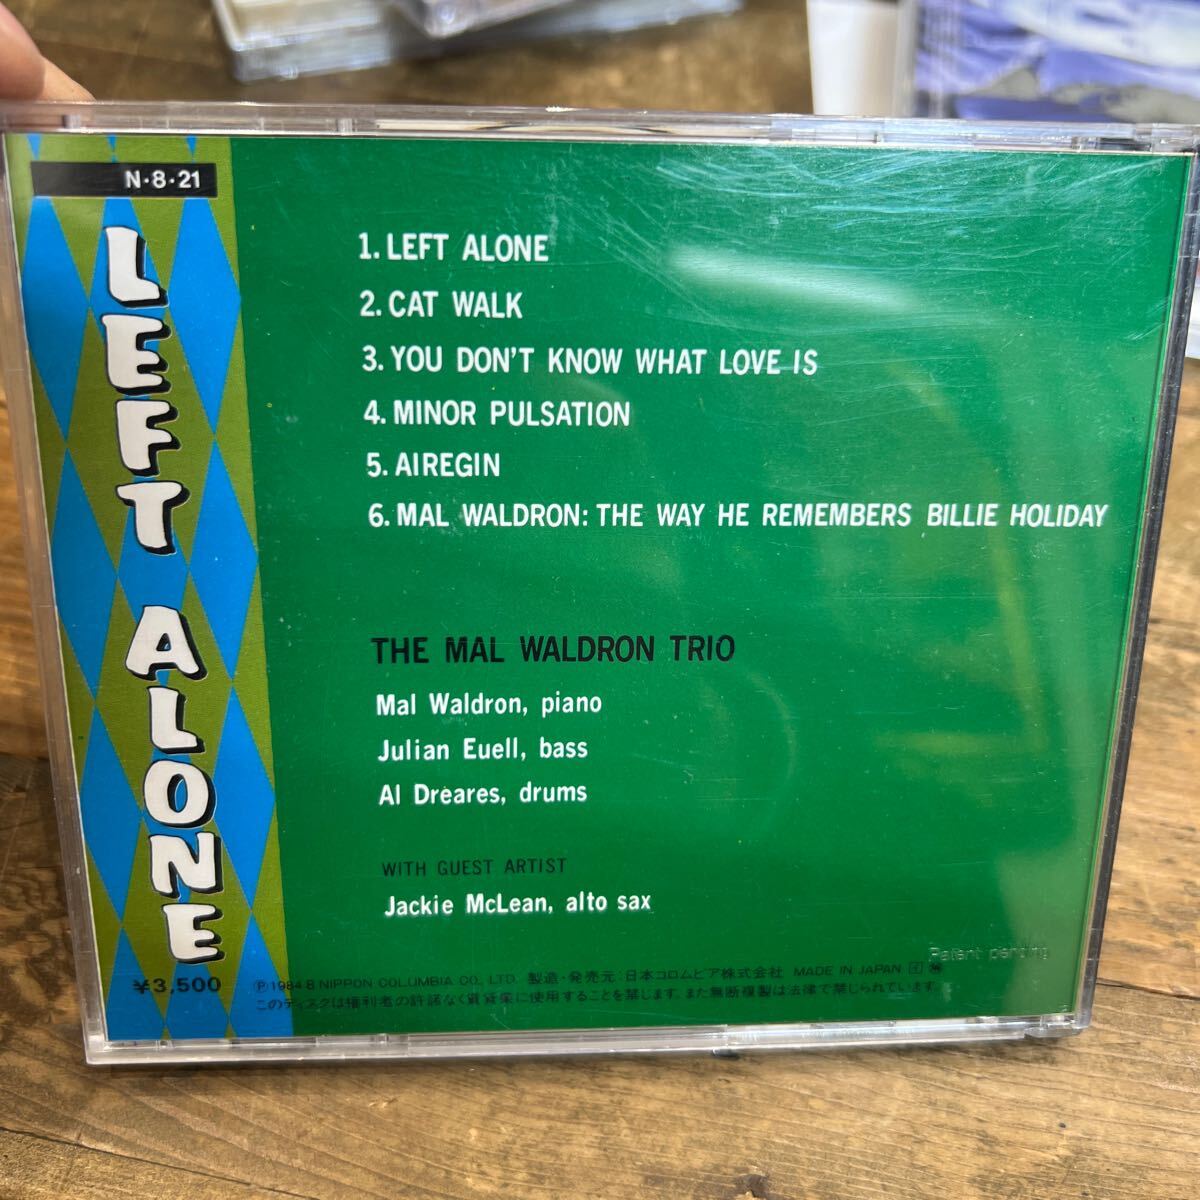 N·8·21
LEFT ALONE
1. LEFT ALONE
2. CAT WALK
3. YOU DON'T KNOW WHAT LOVE IS
4. MINOR PULSATION
5. AIREGIN
6. MAL WALDRON: THE WAY HE REMEMBERS BILLIE HOLIDAY
THE MAL WALDRON TRIO
Mal Waldron, piano
Julian Euell, bass
Al Dreares, drums
WITH GUEST ARTIST
Jackie McLean, alto sax
Patent pending
¥3,500
Ⓟ1984 8 NIPPON COLUMBIA CO., LTD. 製造・発売元:日本コロムビア株式会社 MADE IN JAPAN
このディスクは権利者の許諾なく賃貸業に使用することを禁じます。また無断複製は法律で禁じられています。